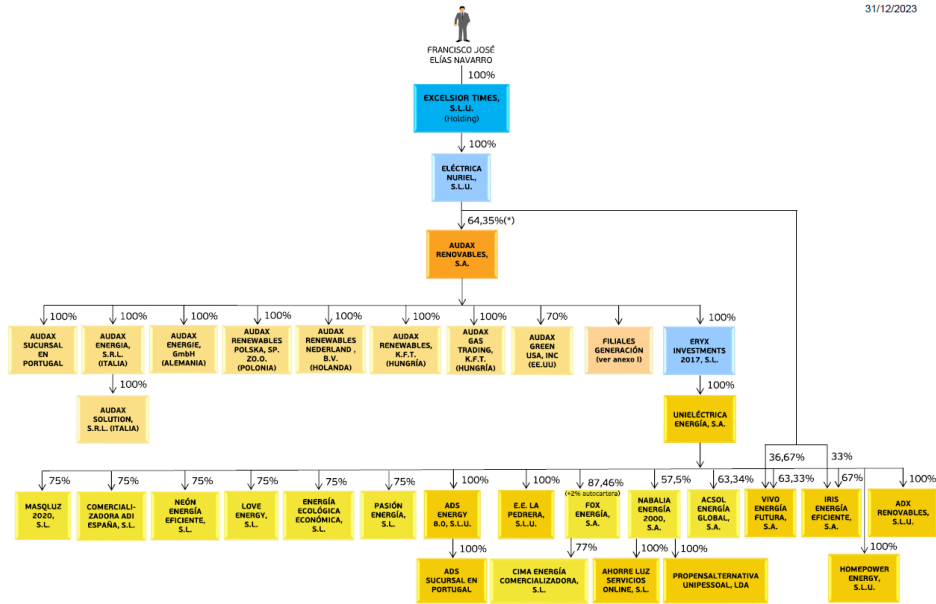 31/12/2023
FRANCISCO JOSÉ
ELÍAS NAVARRO
100%
EXCELSIOR TIMES,
S.L.U.
(Holding)
100%
ELÉCTRICA
NURIEL,
S.L.U.
64,35%(*)
AUDAX
RENOVABLES,
S.A.
100%
AUDAX
SUCURSAL
EN
PORTUGAL
100%
AUDAX
ENERGIA,
S.R.L.
(ITALIA)
100%
AUDAX
ENERGIE,
GmbH
(ALEMANIA)
100%
AUDAX
RENEWABLES
POLSKA, SP.
ZO.O.
(POLONIA)
100%
AUDAX
RENEWABLES
NEDERLAND ,
B.V.
(HOLANDA)
100%
AUDAX
RENEWABLES,
K.F.T.
(HUNGRÍA)
100%
AUDAX
GAS
TRADING,
K.F.T.
(HUNGRÍA)
70%
AUDAX
GREEN
USA, INC
(EE.UU)
FILIALES
GENERACIÓN
(ver anexo I)
100%
ERYX
INVESTMENTS
2017, S.L.
100%
AUDAX
SOLUTION,
S.R.L. (ITALIA)
100%
UNIELÉCTRICA
ENERGÍA, S.A.
75%
MASQLUZ
2020,
S.L.
75%
COMERCIALI-
ZADORA ADI
ESPAÑA, S.L.
75%
NEÓN
ENERGÍA
EFICIENTE, S.L.
75%
LOVE
ENERGY, S.L.
75%
ENERGÍA
ECOLÓGICA
ECONÓMICA, S.L.
75%
PASIÓN
ENERGÍA, S.L.
100%
ADS
ENERGY
8.0, S.L.U.
100%
E.E. LA
PEDRERA,
S.L.U.
87,46%
(+2% autocartera)
FOX
ENERGÍA,
S.A.
57,5%
NABALIA
ENERGÍA
2000, S.A.
63,34%
ACSOL
ENERGÍA
GLOBAL, S.A.
36,67%
63,33%
VIVO
ENERGÍA
FUTURA,
S.A.
33%
67%
IRIS
ENERGÍA
EFICIENTE, S.A.
100%
ADX
RENOVABLES,
S.L.U.
100%
ADS
SUCURSAL EN
PORTUGAL
77%
CIMA ENERGÍA
COMERCIALIZADORA,
S.L.
100%
AHORRE LUZ
SERVICIOS
ONLINE, S.L.
100%
PROPENSALTERNATIVA
UNIPESSOAL, LDA
100%
HOMEPOWER
ENERGY,
S.L.U.